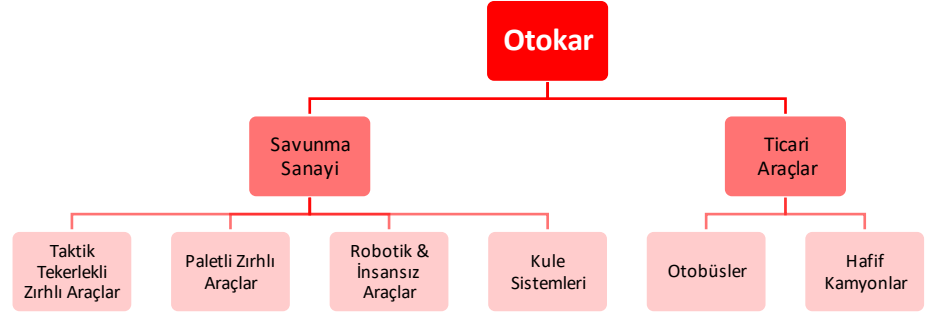 Otokar
Savunma
Sanayi
Ticari
Araçlar
Taktik
Tekerlekli
Zırhlı Araçlar
Paletli Zırhlı
Araçlar
Robotik &
İnsansız
Araçlar
Kule
Sistemleri
Otobüsler
Hafif
Kamyonlar